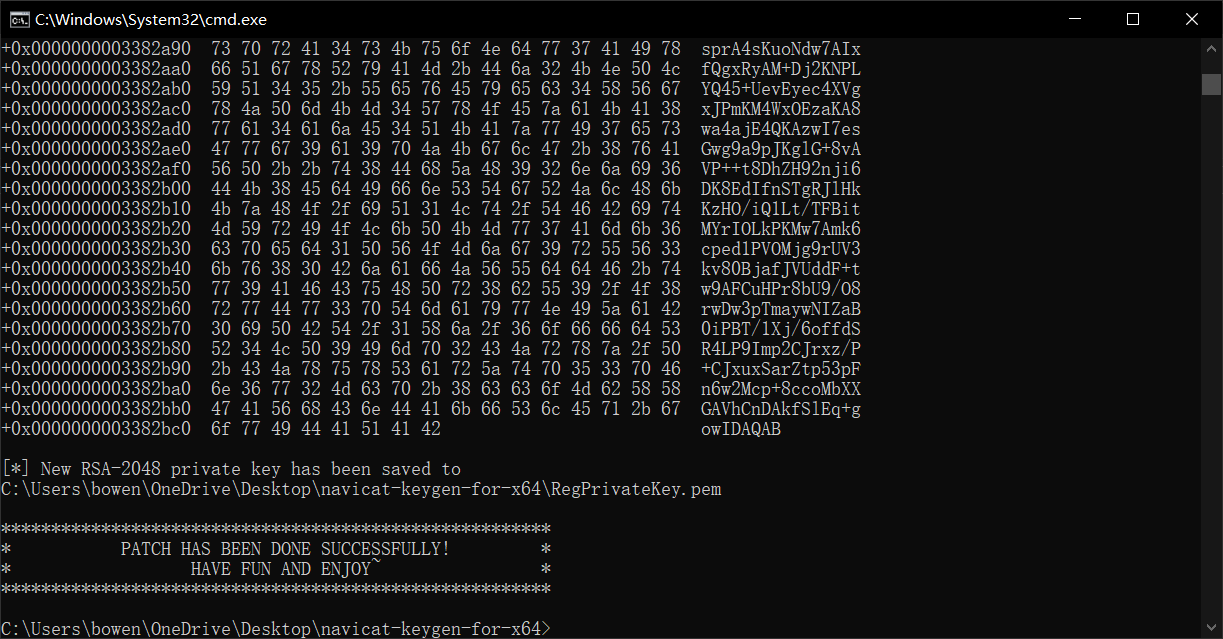 C:\Windows\System32\cmd.exe
+0x0000000003382a90  73 70 72 41 34 73 4b 75 6f 4e 64 77 37 41 49 78  sprA4sKuoNdw7AIx
+0x0000000003382aa0  66 51 67 78 52 79 41 4d 2b 44 6a 32 4b 4e 50 4c  fQgxRyAM+Dj2KNPL
+0x0000000003382ab0  59 51 34 35 2b 55 65 76 45 79 65 63 34 58 56 67  YQ45+UevEyec4XVg
+0x0000000003382ac0  78 4a 50 6d 4b 4d 34 57 78 4f 45 7a 61 4b 41 38  xJPmKM4WxOEzaKA8
+0x0000000003382ad0  77 61 34 61 6a 45 34 51 4b 41 7a 77 49 37 65 73  wa4ajE4QKAzwI7es
+0x0000000003382ae0  47 77 67 39 61 39 70 4a 4b 67 6c 47 2b 38 76 41  Gwg9a9pJKglG+8vA
+0x0000000003382af0  56 50 2b 2b 74 38 44 68 5a 48 39 32 6e 6a 69 36  VP++t8DhZH92nji6
+0x0000000003382b00  44 4b 38 45 64 49 66 6e 53 54 67 52 4a 6c 48 6b  DK8EdIfnSTgRJlHk
+0x0000000003382b10  4b 7a 48 4f 2f 69 51 31 4c 74 2f 54 46 42 69 74  KzHO/iQ1Lt/TFBit
+0x0000000003382b20  4d 59 72 49 4f 4c 6b 50 4b 4d 77 37 41 6d 6b 36  MYrIOLkPKMw7Amk6
+0x0000000003382b30  63 70 65 64 31 50 56 4f 4d 6a 67 39 72 55 56 33  cped1PVOMjg9rUV3
+0x0000000003382b40  6b 76 38 30 42 6a 61 66 4a 56 55 64 64 46 2b 74  kv80BjafJVUddF+t
+0x0000000003382b50  77 39 41 46 43 75 48 50 72 38 62 55 39 2f 4f 38  w9AFCuHPr8bU9/O8
+0x0000000003382b60  72 77 44 77 33 70 54 6d 61 79 77 4e 49 5a 61 42  rwDw3pTmaywNIZaB
+0x0000000003382b70  30 69 50 42 54 2f 31 58 6a 2f 36 6f 66 66 64 53  0iPBT/1Xj/6offdS
+0x0000000003382b80  52 34 4c 50 39 49 6d 70 32 43 4a 72 78 7a 2f 50  R4LP9Imp2CJrxz/P
+0x0000000003382b90  2b 43 4a 78 75 78 53 61 72 5a 74 70 35 33 70 46  +CJxuxSarZtp53pF
+0x0000000003382ba0  6e 36 77 32 4d 63 70 2b 38 63 63 6f 4d 62 58 58  n6w2Mcp+8ccoMbXX
+0x0000000003382bb0  47 41 56 68 43 6e 44 41 6b 66 53 6c 45 71 2b 67  GAVhCnDAkfSlEq+g
+0x0000000003382bc0  6f 77 49 44 41 51 41 42                          owIDAQAB
[*] New RSA-2048 private key has been saved to
C:\Users\bowen\OneDrive\Desktop\navicat-keygen-for-x64\RegPrivateKey.pem
*******************************************************
*           PATCH HAS BEEN DONE SUCCESSFULLY!         *
*                  HAVE FUN AND ENJOY~                *
*******************************************************
C:\Users\bowen\OneDrive\Desktop\navicat-keygen-for-x64>